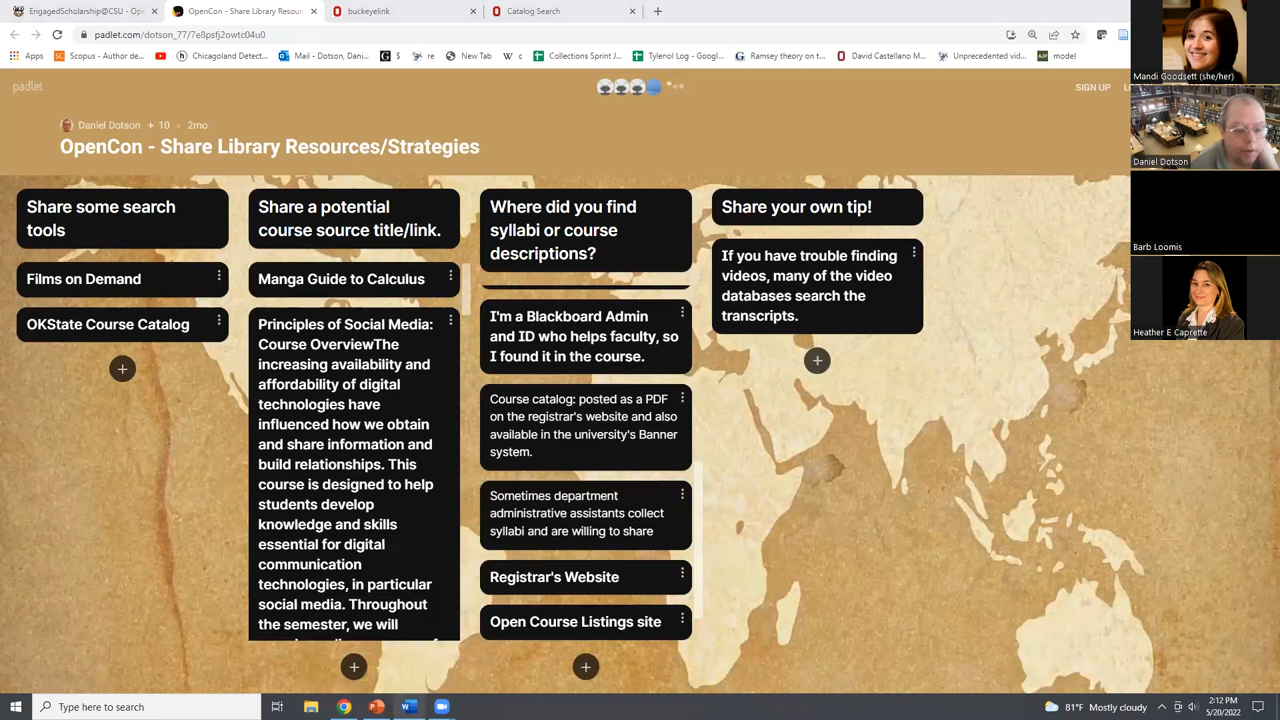 EngagedScholarship@CSU - Ope
OpenCon - Share Library Resour
buckeyelink
Catalog Search
padlet.com/dotson_77/7e8psfj2owtc04u0
Apps
Scopus - Author de...
re
Chicagoland Detect...
Mail - Dotson, Dani...
$
re
New Tab
c
Collections Sprint J...
Tylenol Log - Googl...
Ramsey theory on t...
David Castellano M...
Unprecedented vid...
model
padlet
SIGN UP
Daniel Dotson + 10 • 2mo
OpenCon - Share Library Resources/Strategies
Share some search
tools
Films on Demand
OKState Course Catalog
Share a potential
course source title/link.
Manga Guide to Calculus
Principles of Social Media:
Course OverviewThe
increasing availability and
affordability of digital
technologies have
influenced how we obtain
and share information and
build relationships. This
course is designed to help
students develop
knowledge and skills
essential for digital
communication
technologies, in particular
social media. Throughout
the semester, we will
Where did you find
syllabi or course
descriptions?
I'm a Blackboard Admin
and ID who helps faculty, so
I found it in the course.
Course catalog: posted as a PDF
on the registrar's website and also
available in the university's Banner
system.
Sometimes department
administrative assistants collect
syllabi and are willing to share
Registrar's Website
Open Course Listings site
Share your own tip!
If you have trouble finding
videos, many of the video
databases search the
transcripts.
Mandi Goodsett (she/her)
Daniel Dotson
Barb Loomis
Heather E Caprette
Type here to search
81°F Mostly cloudy
2:12 PM
5/20/2022